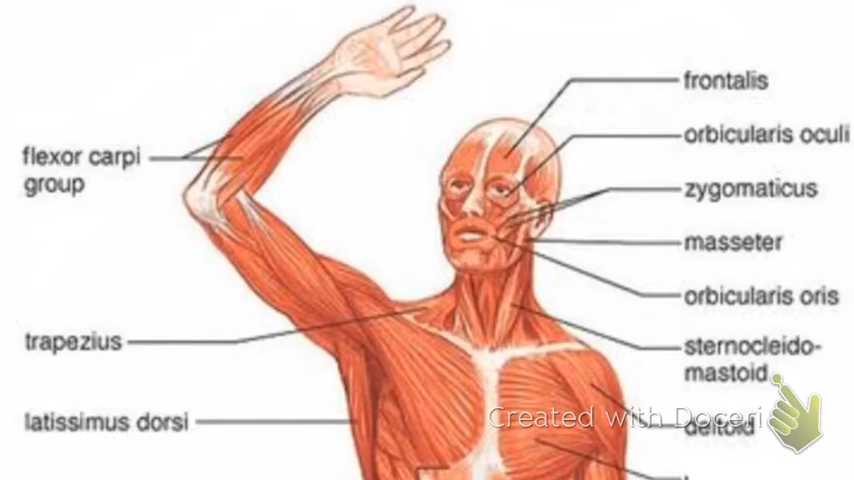 frontalis
orbicularis oculi
flexor carpi
group
zygomaticus
masseter
orbicularis oris
trapezius
sternocleido-
mastoid
latissimus dorsi
Created with Doceri
deltoid